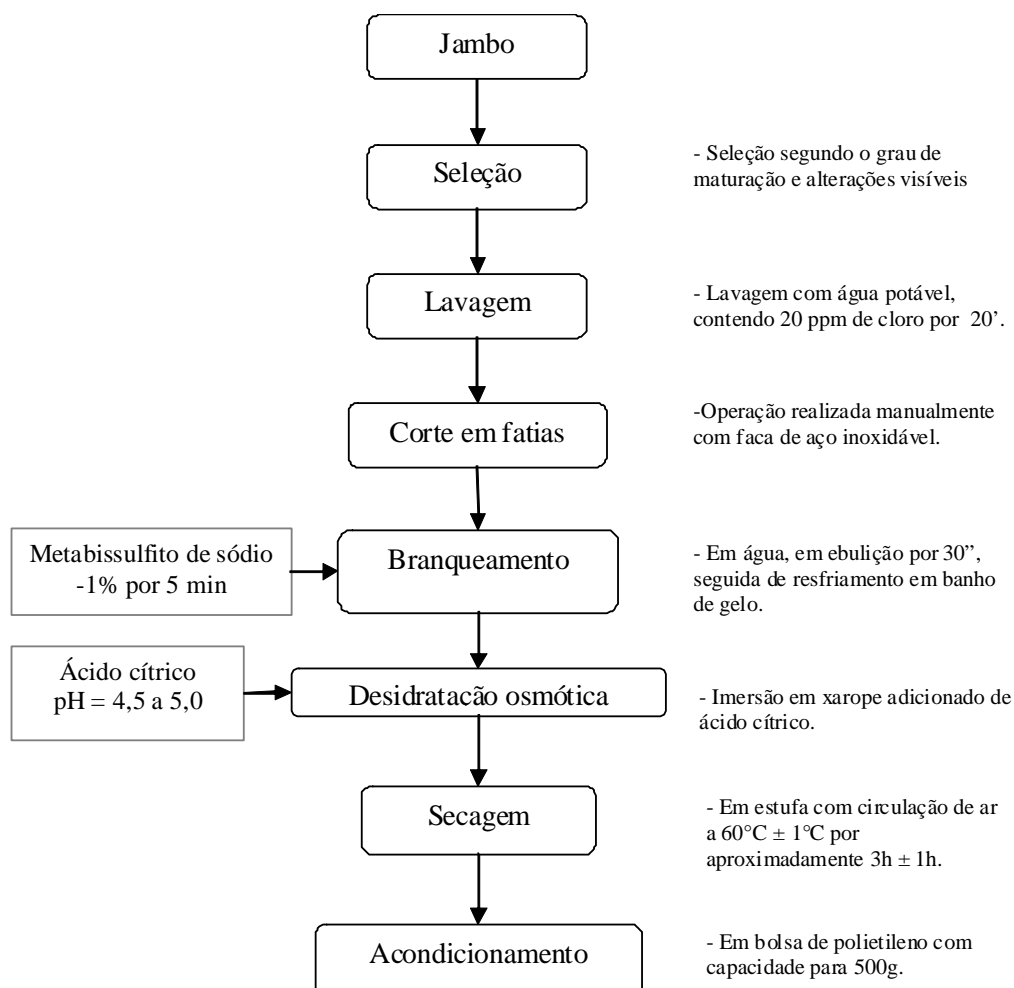 Jambo
Seleção
- Seleção segundo o grau de
maturação e alterações visíveis
Lavagem
- Lavagem com água potável,
contendo 20 ppm de cloro por 20’.
Corte em fatias
-Operação realizada manualmente
com faca de aço inoxidável.
Metabissulfito de sódio
-1% por 5 min
Branqueamento
- Em água, em ebulição por 30”,
seguida de resfriamento em banho
de gelo.
Ácido cítrico
pH = 4,5 a 5,0
Desidratação osmótica
- Imersão em xarope adicionado de
ácido cítrico.
Secagem
- Em estufa com circulação de ar
a 60°C ± 1°C por
aproximadamente 3h ± 1h.
Acondicionamento
- Em bolsa de polietileno com
capacidade para 500g.